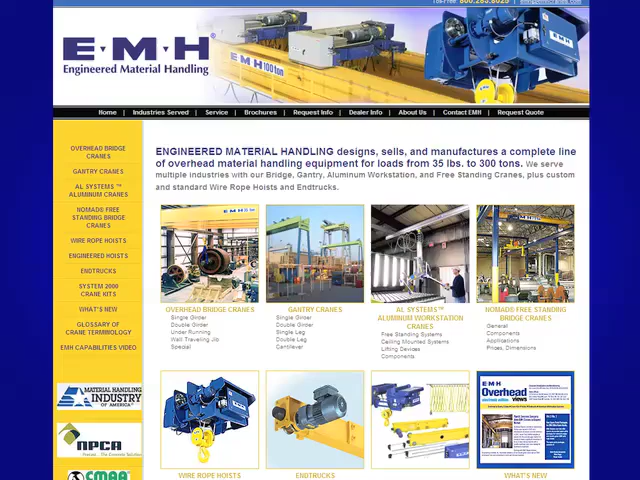 Toll-Free: 800.283.8025 |
E·M·H®
Engineered Material Handling
EMH 100 ton
Home | Industries Served | Service | Brochures | Request Info | Dealer Info | About Us | Contact EMH | Request Quote
OVERHEAD BRIDGE
CRANES
GANTRY CRANES
AL SYSTEMS ™
ALUMINUM CRANES
NOMAD® FREE
STANDING BRIDGE
CRANES
WIRE ROPE HOISTS
ENGINEERED HOISTS
ENDTRUCKS
SYSTEM 2000
CRANE KITS
WHAT'S NEW
GLOSSARY OF
CRANE TERMINOLOGY
EMH CAPABILITIES VIDEO
MATERIAL HANDLING
INDUSTRY
OF AMERICA®
NPCA
CMAA
ENGINEERED MATERIAL HANDLING designs, sells, and manufactures a complete line
of overhead material handling equipment for loads from 35 lbs. to 300 tons. We serve
multiple industries with our Bridge, Gantry, Aluminum Workstation, and Free Standing Cranes, plus custom
and standard Wire Rope Hoists and Endtrucks.
OVERHEAD BRIDGE CRANES
Single Girder
Double Girder
Under Running
Wall Traveling Jib
Special
GANTRY CRANES
Single Girder
Double Girder
Single Leg
Double Leg
Cantilever
AL SYSTEMS™
ALUMINUM WORKSTATION
CRANES
Free Standing Systems
Ceiling Mounted Systems
Lifting Devices
Components
NOMAD® FREE STANDING
BRIDGE CRANES
General
Components
Applications
Prices, Dimensions
EMH
Overhead
views
WIRE ROPE HOISTS
ENDTRUCKS
WHAT'S NEW